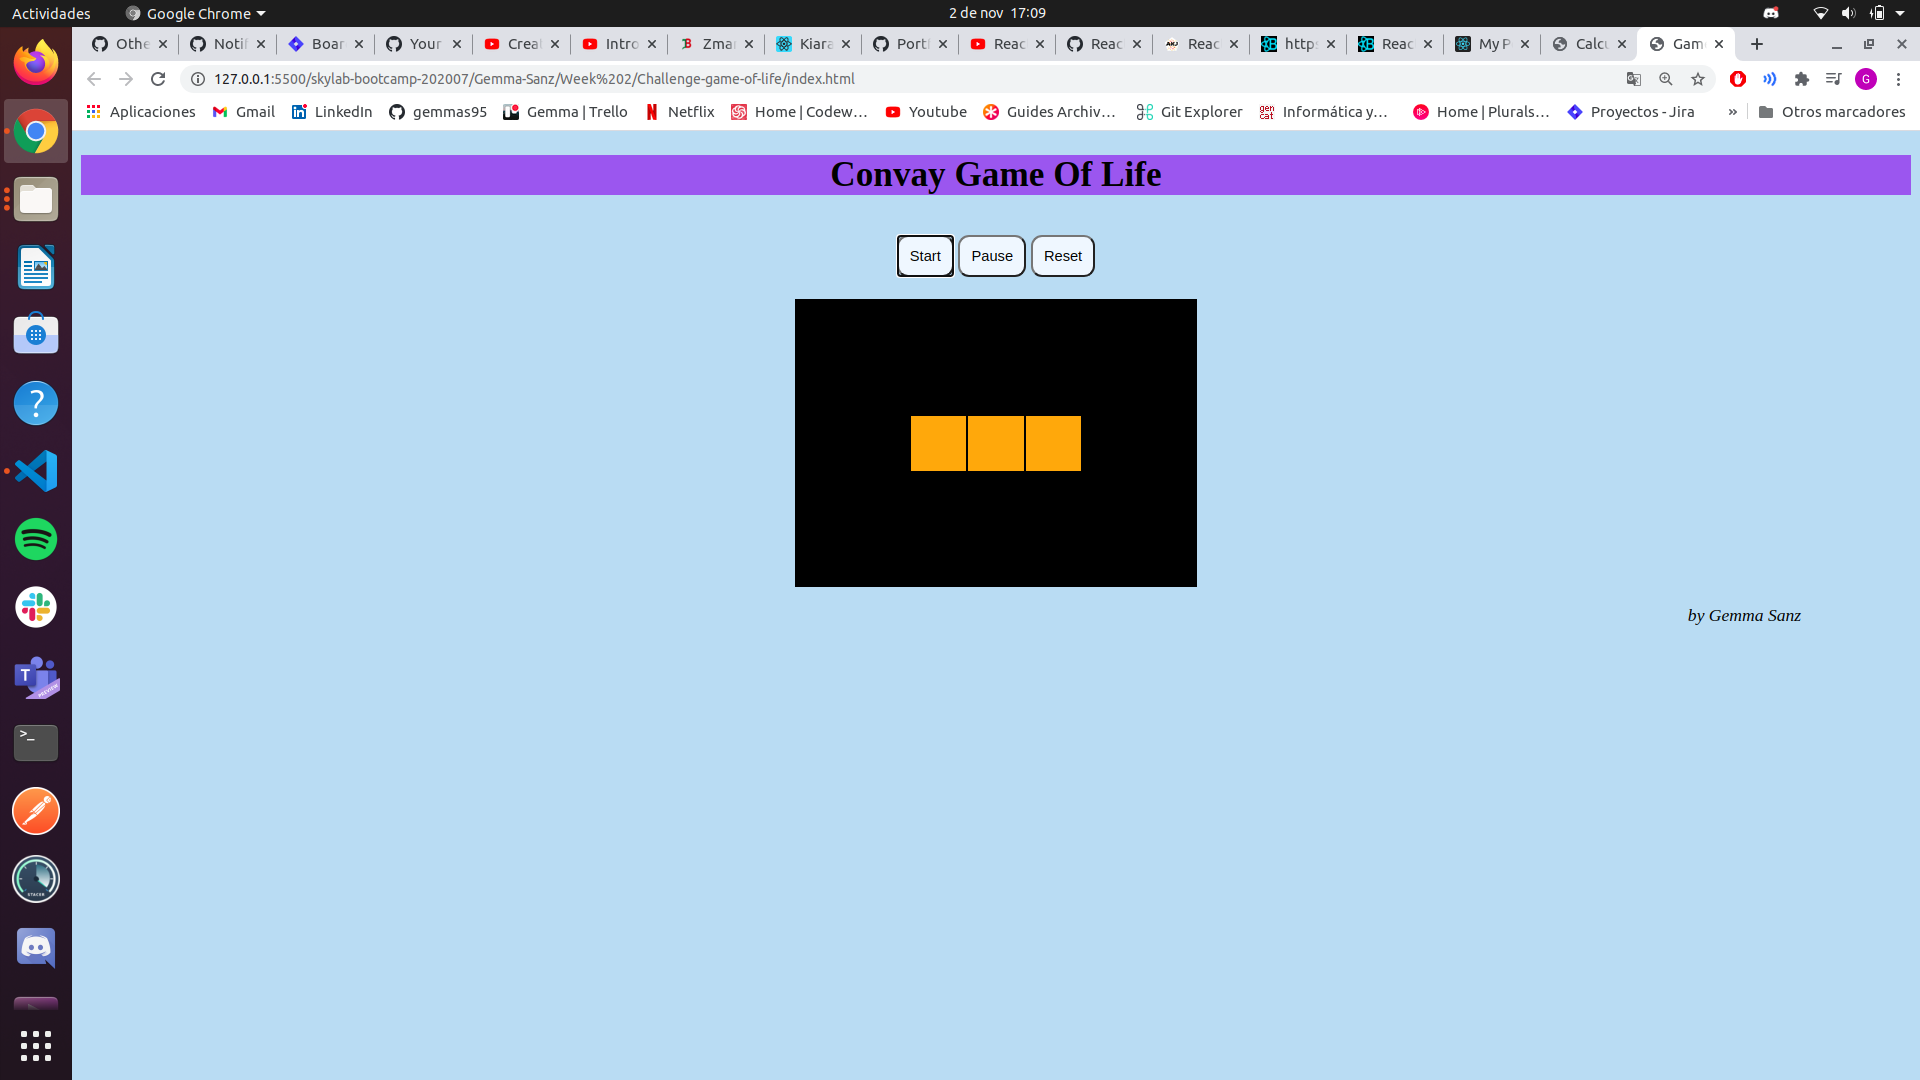 Actividades Google Chrome 2 de nov 17:09
Othe Notif Boar Your Creat Intro Zmar Kiara Portf Reac Reac Reac https Reac My P Calcu Gam
127.0.0.1:5500/skylab-bootcamp-202007/Gemma-Sanz/Week%202/Challenge-game-of-life/index.html G
Aplicaciones Gmail LinkedIn gemmas95 Gemma | Trello Netflix Home | Codew… Youtube Guides Archiv… Git Explorer gencat Informática y… Home | Plurals… Proyectos - Jira » Otros marcadores
Convay Game Of Life
Start Pause Reset
by Gemma Sanz